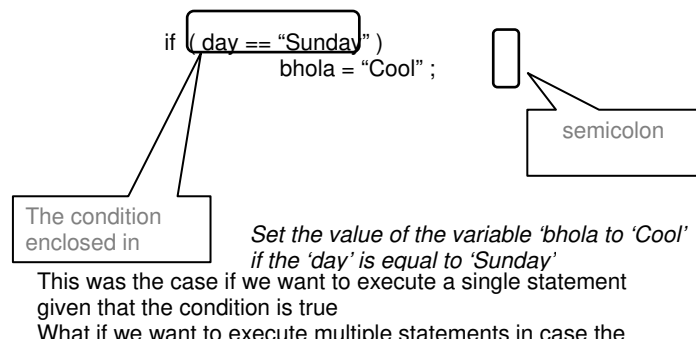 if ( day == “Sunday” )
bhola = “Cool” ;
semicolon
The condition
enclosed in
Set the value of the variable ‘bhola to ‘Cool’
if the ‘day’ is equal to ‘Sunday’
This was the case if we want to execute a single statement
given that the condition is true
What if we want to execute multiple statements in case the